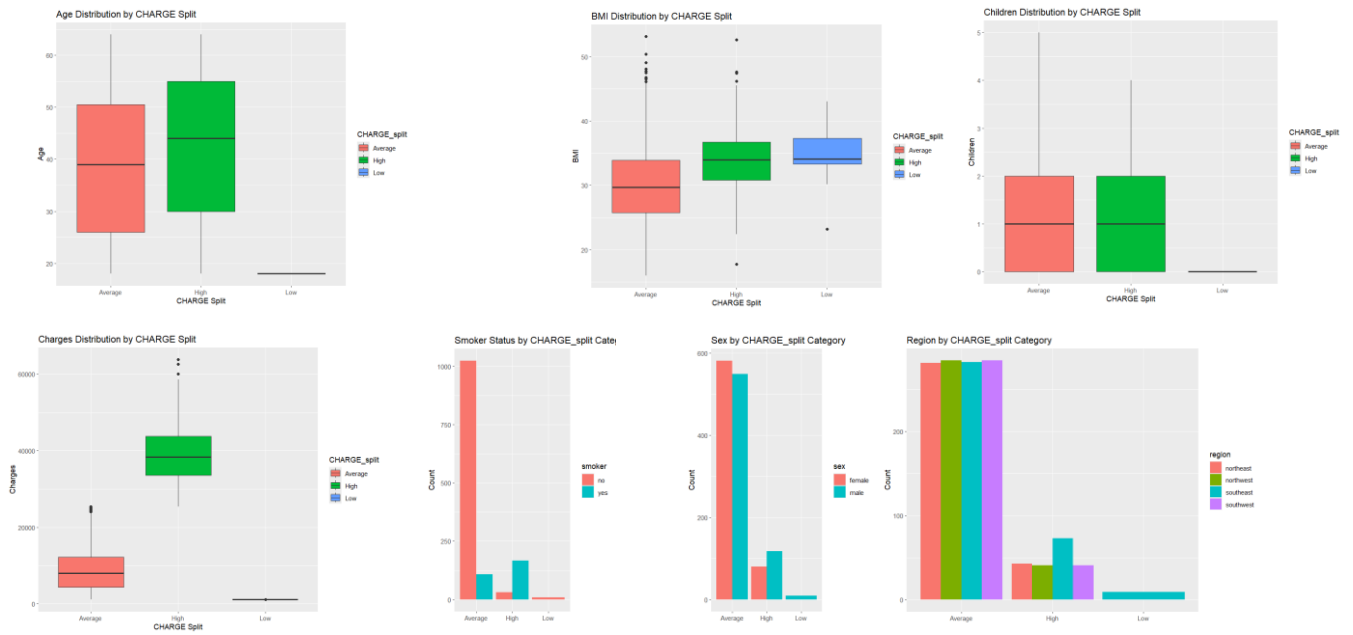 Age Distribution by CHARGE Split
60
50
40
30
20
Age
Average
High
Low
CHARGE Split
CHARGE_split
Average
High
Low
BMI Distribution by CHARGE Split
50
40
30
20
BMI
Average
High
Low
CHARGE Split
CHARGE_split
Average
High
Low
Children Distribution by CHARGE Split
5
4
3
2
1
0
Children
Average
High
Low
CHARGE Split
CHARGE_split
Average
High
Low
Charges Distribution by CHARGE Split
60000
40000
20000
0
Charges
Average
High
Low
CHARGE Split
CHARGE_split
Average
High
Low
Smoker Status by CHARGE_split Cate
1000
750
500
250
0
Count
Average
High
Low
smoker
no
yes
Sex by CHARGE_split Category
600
400
200
0
Count
Average
High
Low
sex
female
male
Region by CHARGE_split Category
200
100
0
Count
Average
High
Low
region
northeast
northwest
southeast
southwest